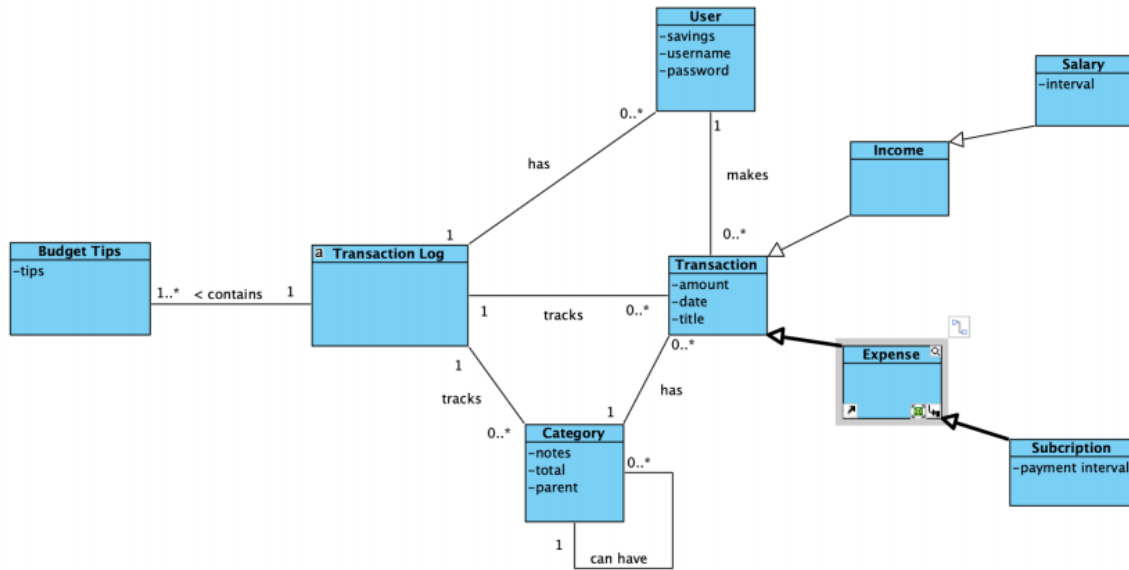 User
-savings
-username
-password
Salary
-interval
0..*
1
Income
has
makes
1
0..*
Budget Tips
-tips
a Transaction Log
Transaction
-amount
-date
-title
1..*
< contains
1
1
tracks
0..*
0..*
Expense
1
tracks
has
1
0..*
Category
-notes
-total
-parent
0..*
Subcription
-payment interval
1
can have